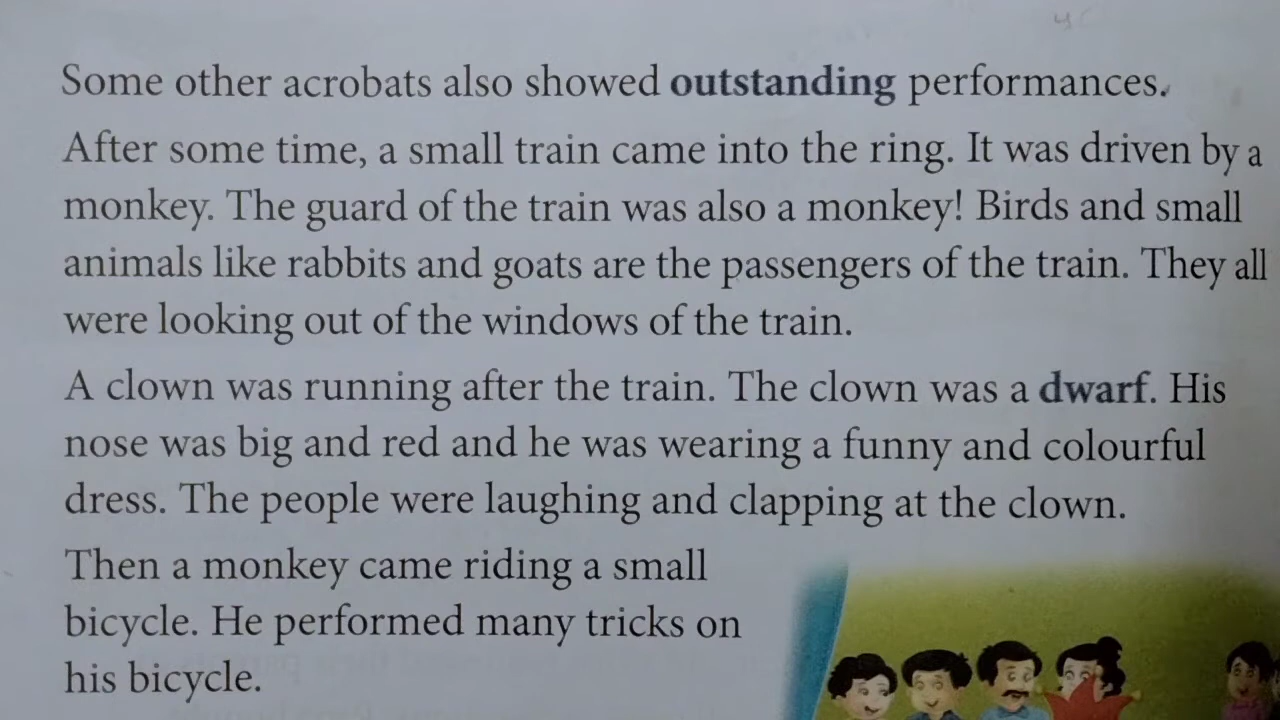 Some other acrobats also showed outstanding performances.
After some time, a small train came into the ring. It was driven by a
monkey. The guard of the train was also a monkey! Birds and small
animals like rabbits and goats are the passengers of the train. They all
were looking out of the windows of the train.
A clown was running after the train. The clown was a dwarf. His
nose was big and red and he was wearing a funny and colourful
dress. The people were laughing and clapping at the clown.
Then a monkey came riding a small
bicycle. He performed many tricks on
his bicycle.